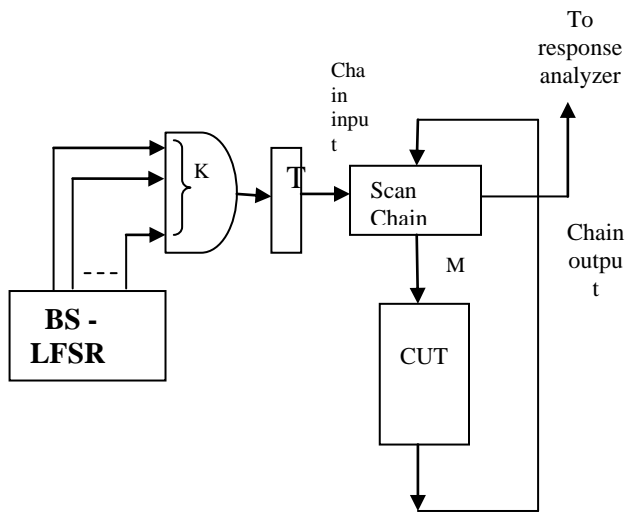 To
response
analyzer
Cha
in
inpu
t
K
T
Scan
Chain
M
Chain
outpu
t
BS -
LFSR
CUT